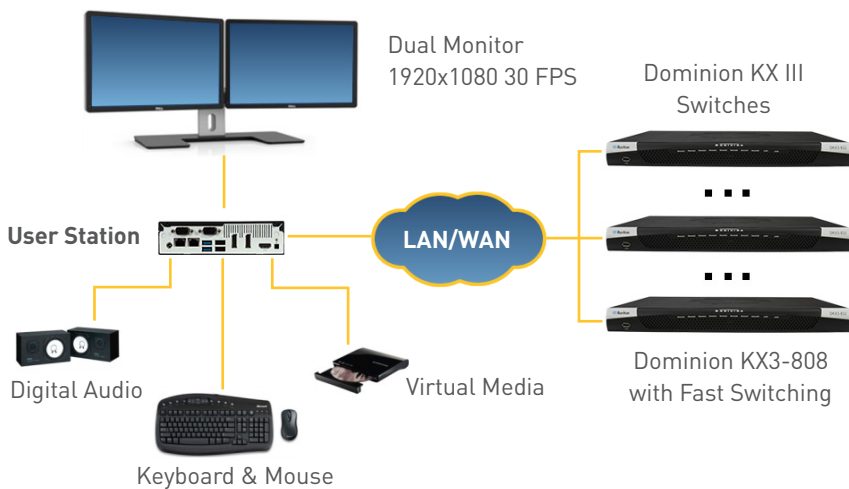 Dual Monitor
1920x1080 30 FPS
Dominion KX III
Switches
User Station
LAN/WAN
Digital Audio
Virtual Media
Keyboard & Mouse
Dominion KX3-808
with Fast Switching